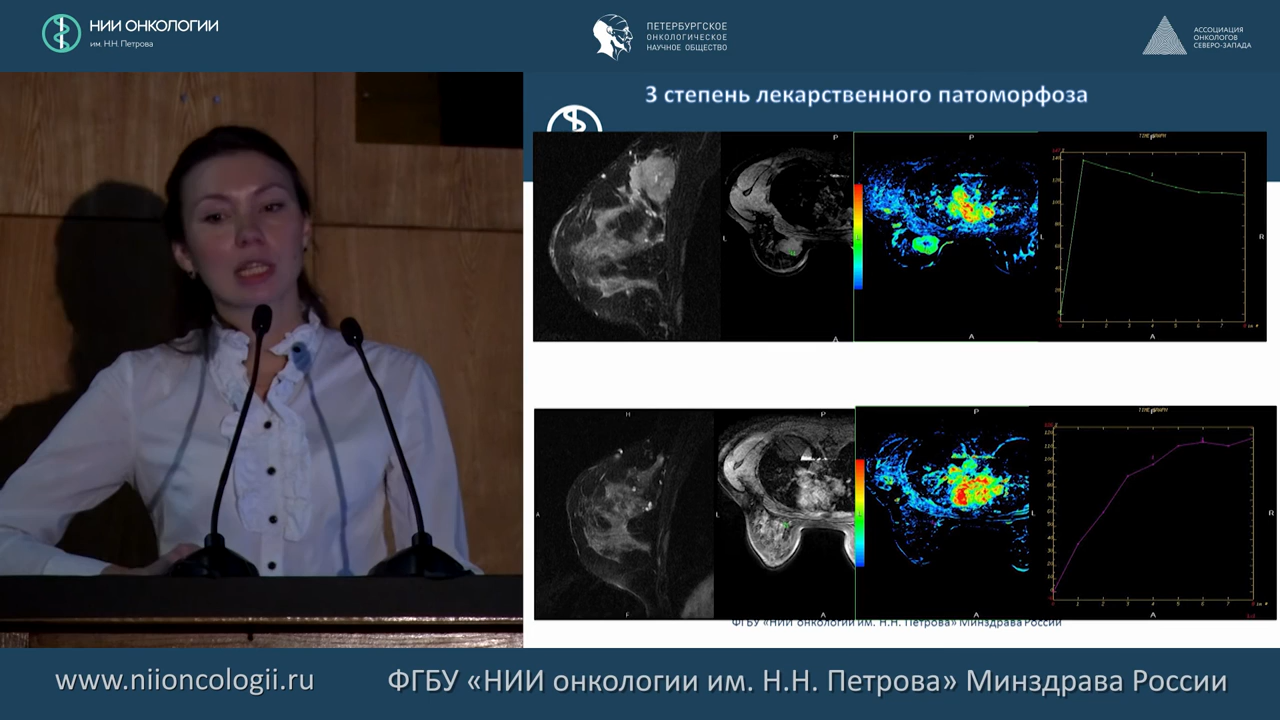 НИИ ОНКОЛОГИИ
им. Н.Н. Петрова
ПЕТЕРБУРГСКОЕ
ОНКОЛОГИЧЕСКОЕ
НАУЧНОЕ ОБЩЕСТВО
АССОЦИАЦИЯ
ОНКОЛОГОВ
СЕВЕРО-ЗАПАДА
3 степень лекарственного патоморфоза
ФГБУ «НИИ онкологии им. Н.Н. Петрова» Минздрава России
www.niioncologii.ru
ФГБУ «НИИ онкологии им. Н.Н. Петрова» Минздрава России